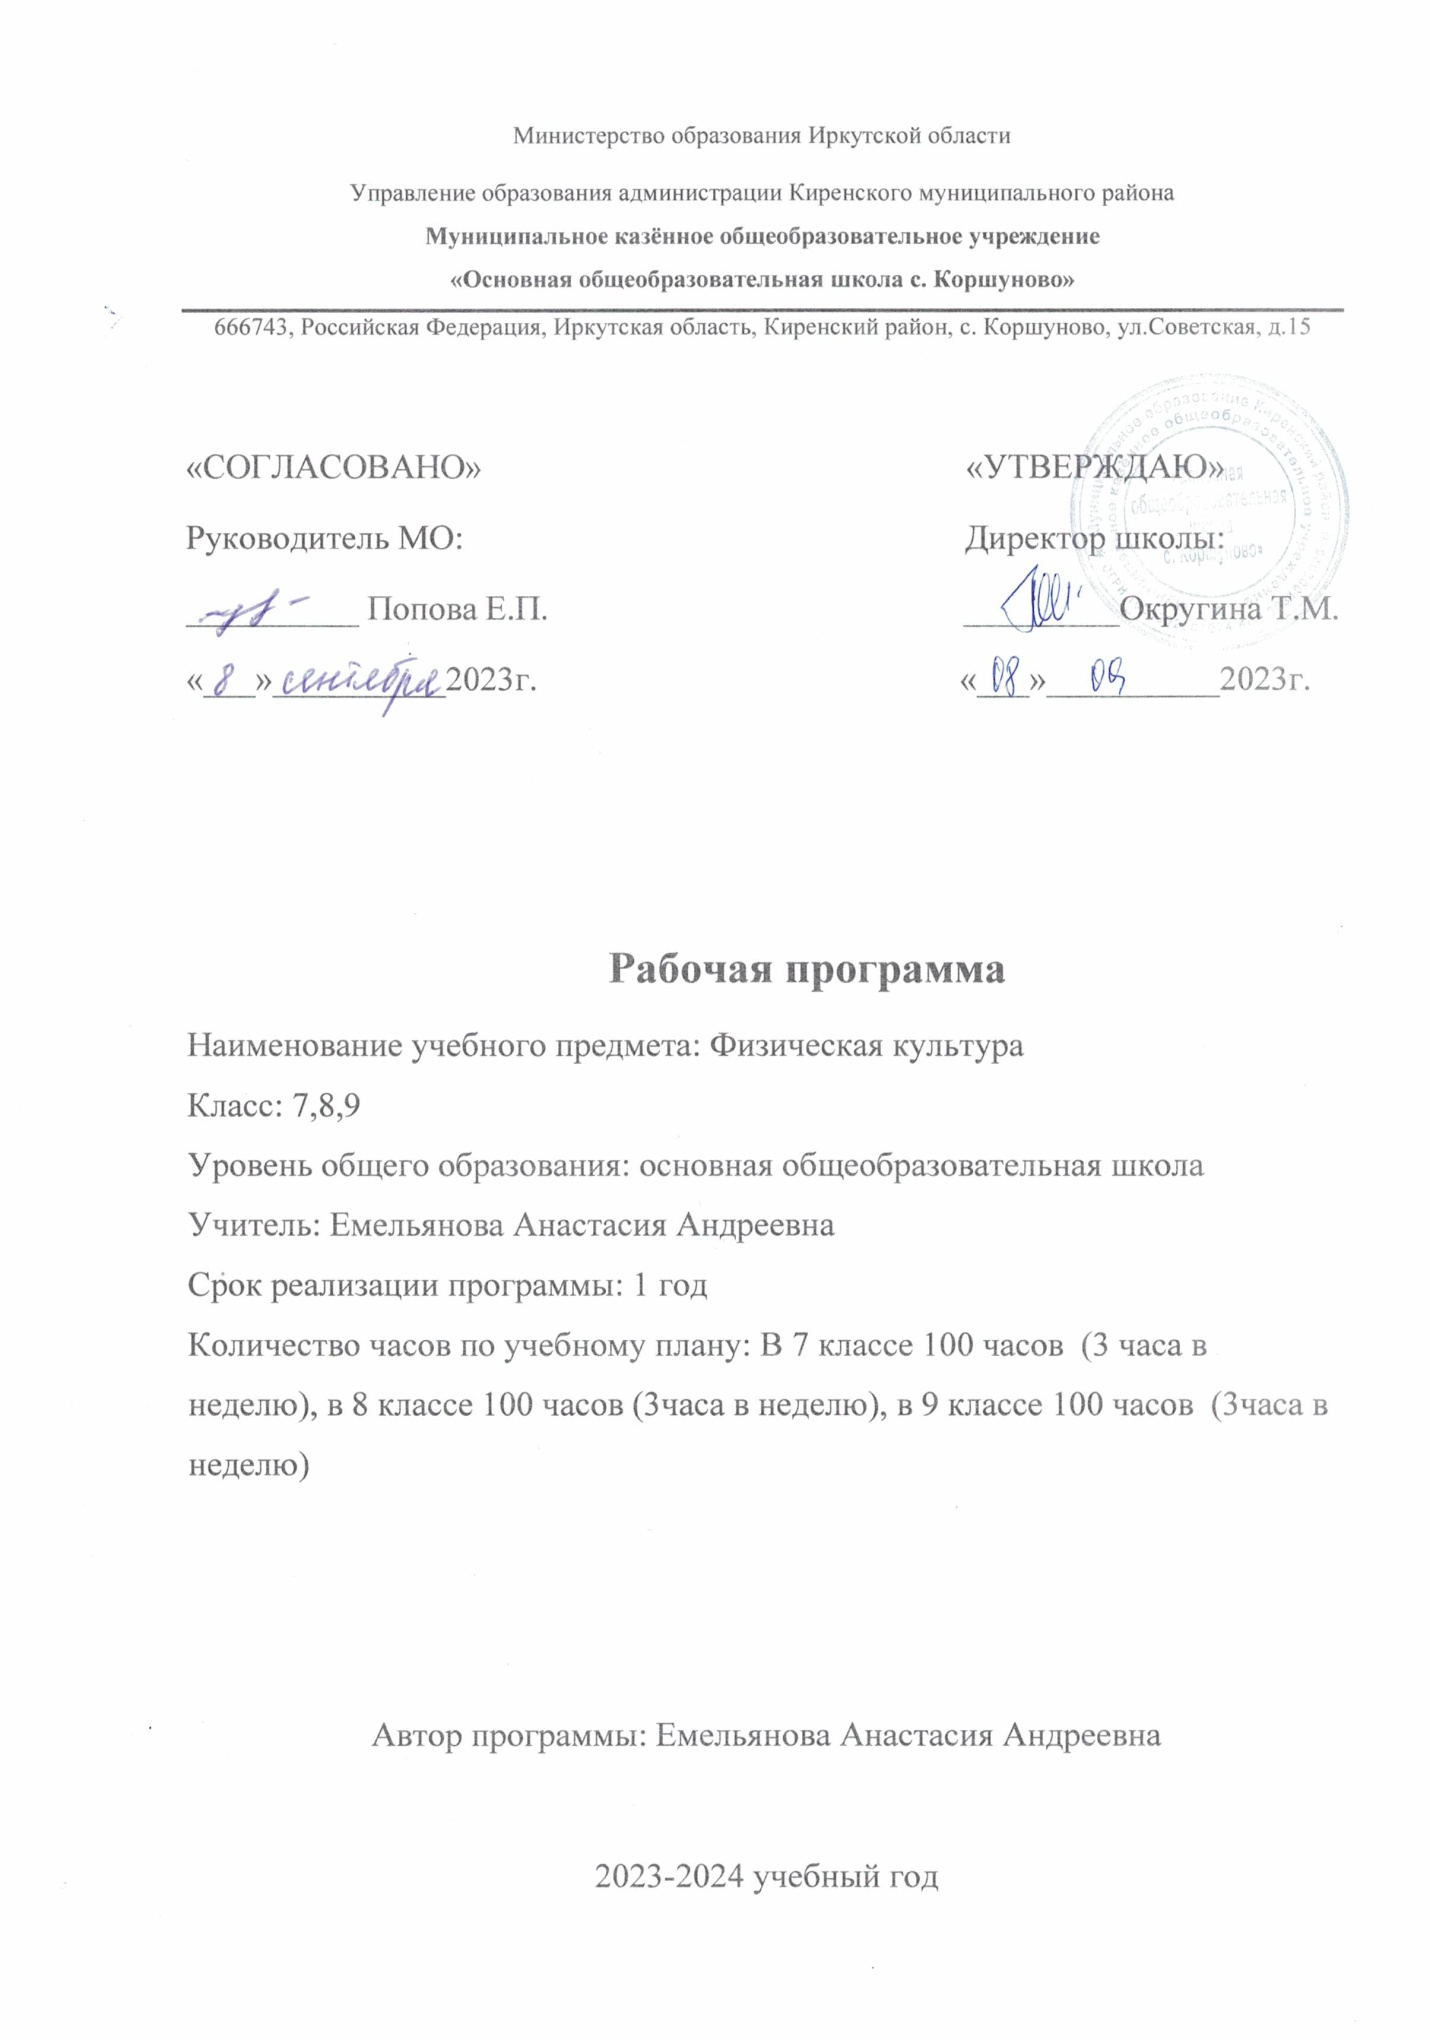 Министерство образования Иркутской области
Управление образования администрации Киренского муниципального района
Муниципальное казённое общеобразовательное учреждение
«Основная общеобразовательная школа с. Коршуново»
666743, Российская Федерация, Иркутская область, Киренский район, с. Коршуново, ул.Советская, д.15
«СОГЛАСОВАНО» «УТВЕРЖДАЮ»
Руководитель МО: Директор школы:
__________ Попова Е.П. _________Округина Т.М.
«8» сентября 2023г. «08» 09 2023г.
общеобразовательная
с. Коршуново»
Рабочая программа
Наименование учебного предмета: Физическая культура
Класс: 7,8,9
Уровень общего образования: основная общеобразовательная школа
Учитель: Емельянова Анастасия Андреевна
Срок реализации программы: 1 год
Количество часов по учебному плану: В 7 классе 100 часов (3 часа в
неделю), в 8 классе 100 часов (3часа в неделю), в 9 классе 100 часов (3часа в
неделю)
Автор программы: Емельянова Анастасия Андреевна
2023-2024 учебный год